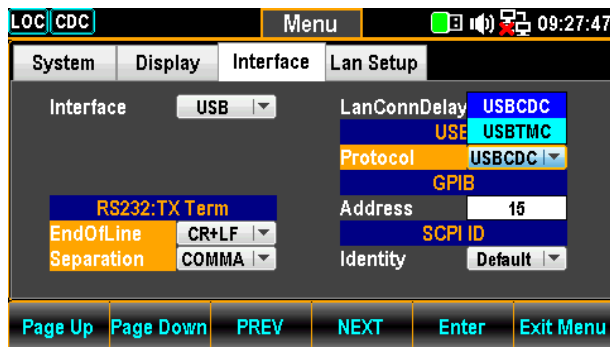 LOC CDC Menu 09:27:47
System Display Interface Lan Setup
Interface USB
LanConnDelay USBCDC
USB USBTMC
Protocol USBCDC
GPIB
RS232:TX Term
Address 15
EndOfLine CR+LF
SCPI ID
Separation COMMA
Identity Default
Page Up Page Down PREV NEXT Enter Exit Menu